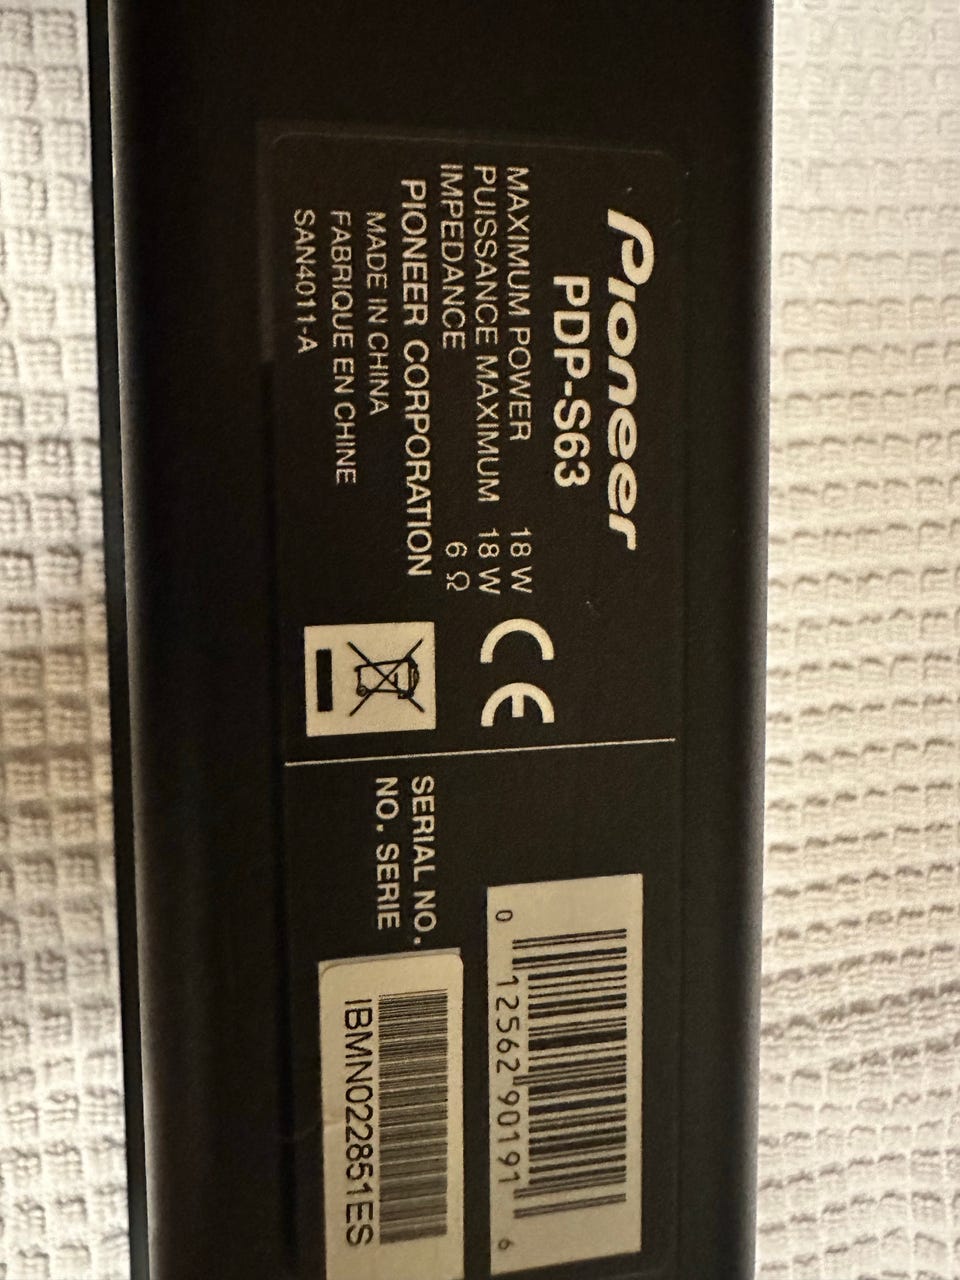 Pioneer
PDP-S63
MAXIMUM POWER 18 W
PUISSANCE MAXIMUM 18 W
IMPEDANCE 6 Ω
PIONEER CORPORATION
MADE IN CHINA
FABRIQUE EN CHINE
SAN4011-A
CE
0 12562 90191 6
SERIAL NO.
NO. SERIE
IBMN022851ES